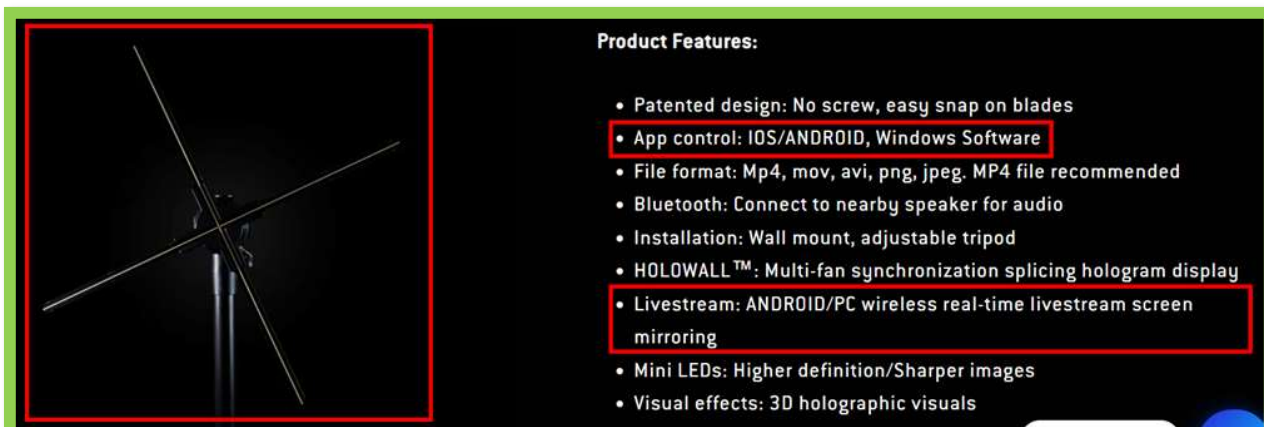 Product Features:
• Patented design: No screw, easy snap on blades
• App control: IOS/ANDROID, Windows Software
• File format: Mp4, mov, avi, png, jpeg. MP4 file recommended
• Bluetooth: Connect to nearby speaker for audio
• Installation: Wall mount, adjustable tripod
• HOLOWALL™: Multi-fan synchronization splicing hologram display
• Livestream: ANDROID/PC wireless real-time livestream screen
mirroring
• Mini LEDs: Higher definition/Sharper images
• Visual effects: 3D holographic visuals